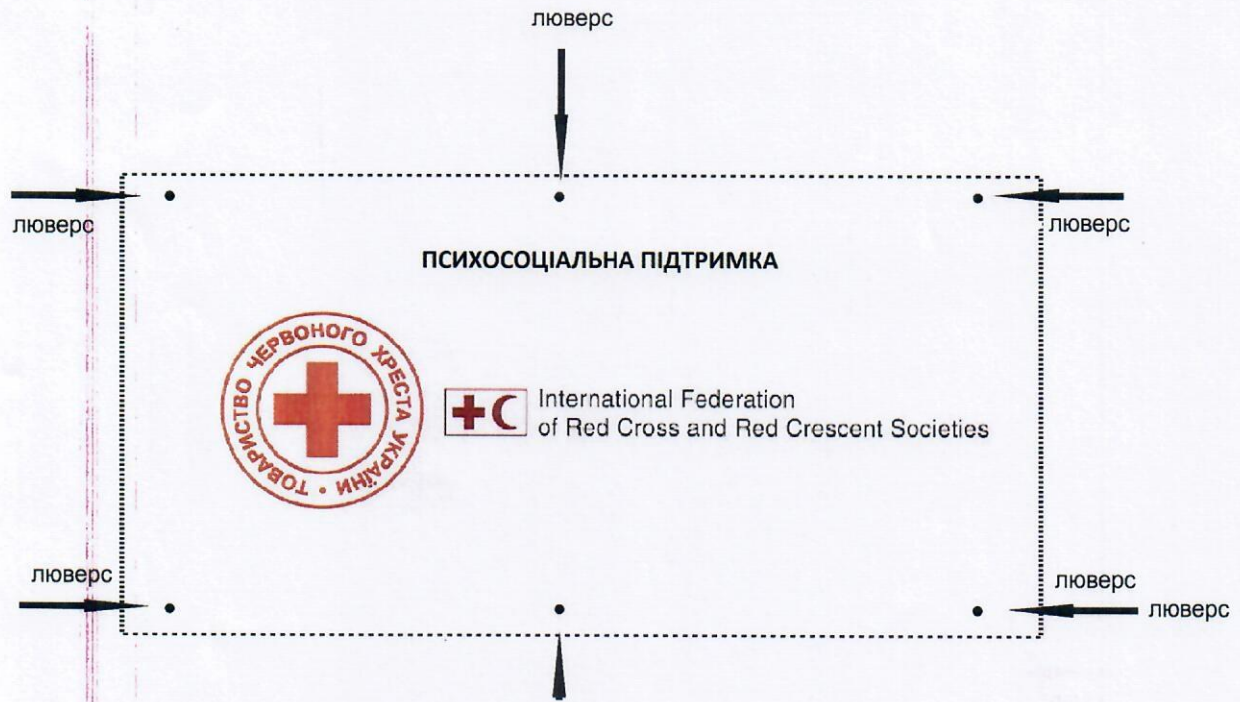 люверс
люверс
люверс
ПСИХОСОЦІАЛЬНА ПІДТРИМКА
ТОВАРИСТВО ЧЕРВОНОГО ХРЕСТА УКРАЇНИ •
International Federation
of Red Cross and Red Crescent Societies
люверс
люверс
люверс